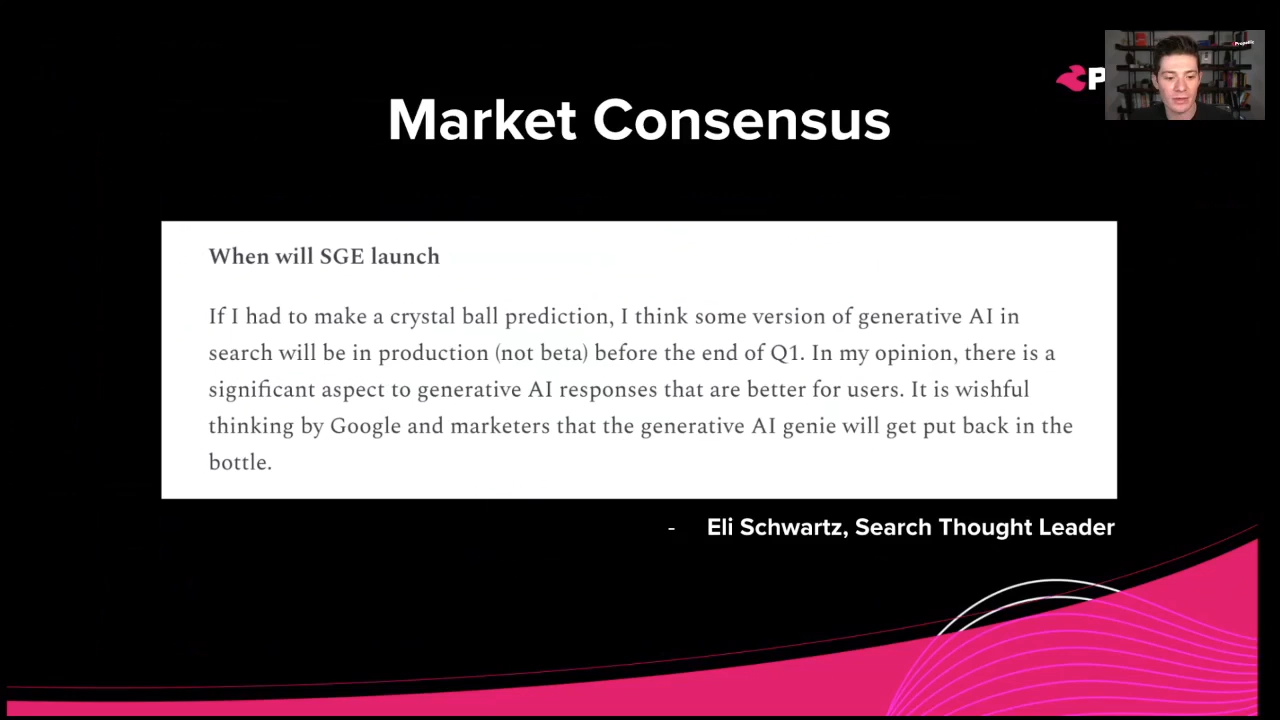 Market Consensus
When will SGE launch
If I had to make a crystal ball prediction, I think some version of generative AI in
search will be in production (not beta) before the end of Q1. In my opinion, there is a
significant aspect to generative AI responses that are better for users. It is wishful
thinking by Google and marketers that the generative AI genie will get put back in the
bottle.
- Eli Schwartz, Search Thought Leader